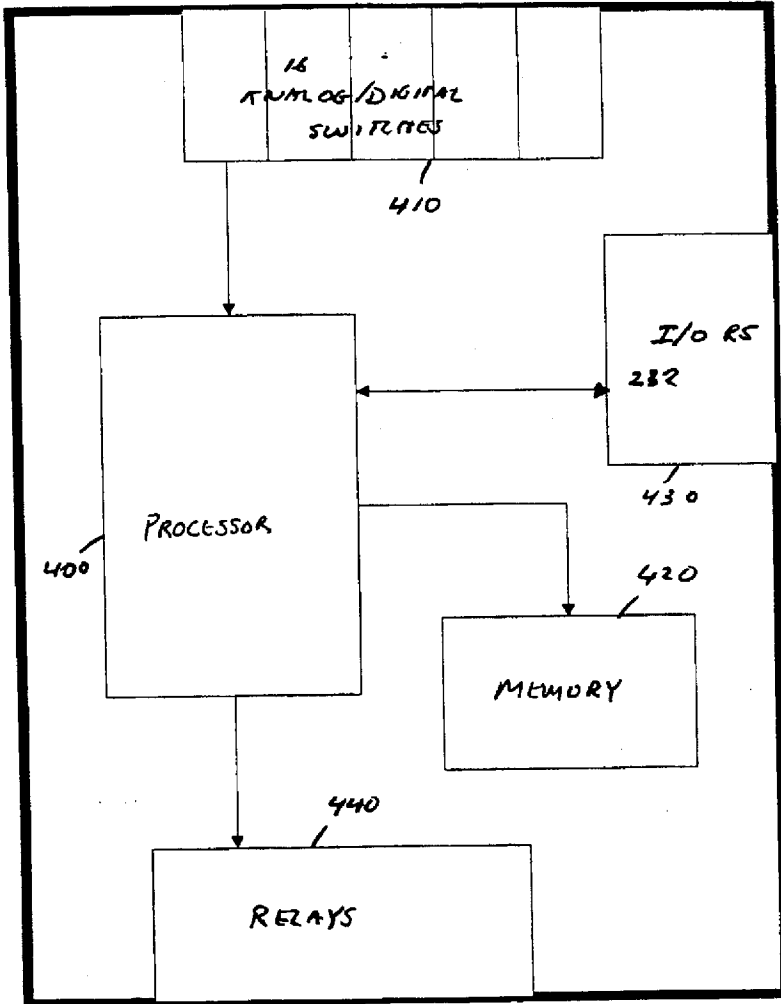 16
ANALOG/DIGITAL
SWITCHES
410
I/O RS
232
430
PROCESSOR
400
420
MEMORY
440
RELAYS